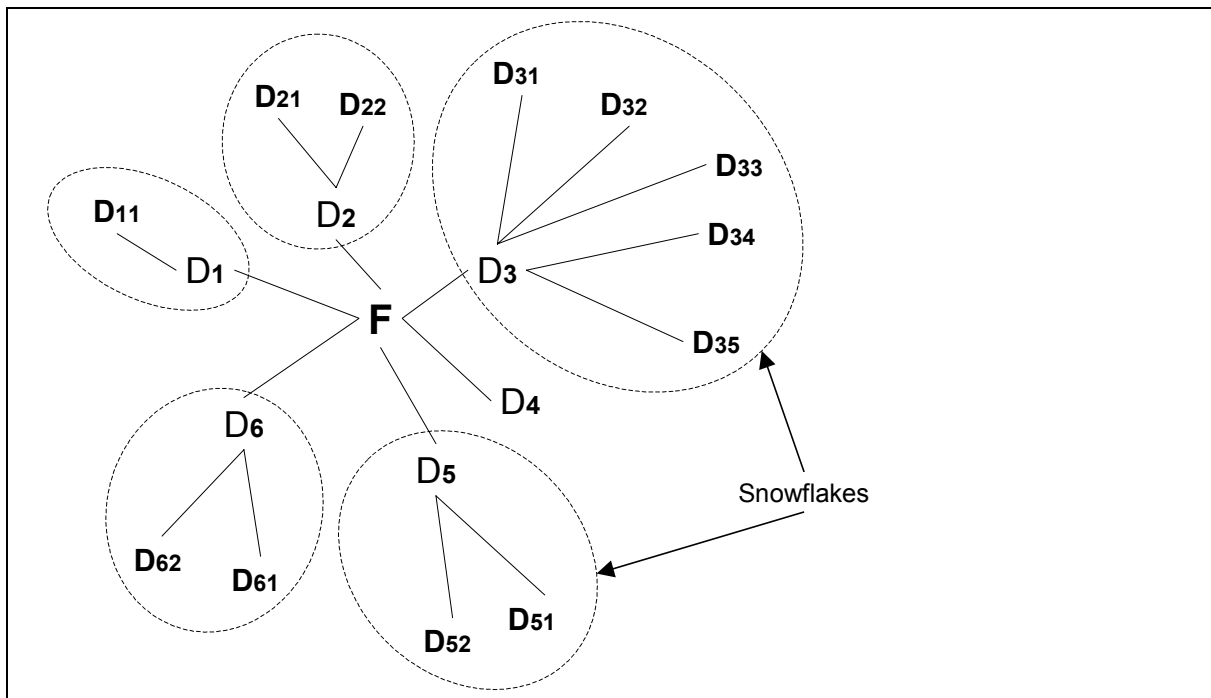 D31
D21
D22
D32
D33
D11
D2
D34
D1
D3
F
D35
D4
D6
D5
Snowflakes
D62
D61
D51
D52